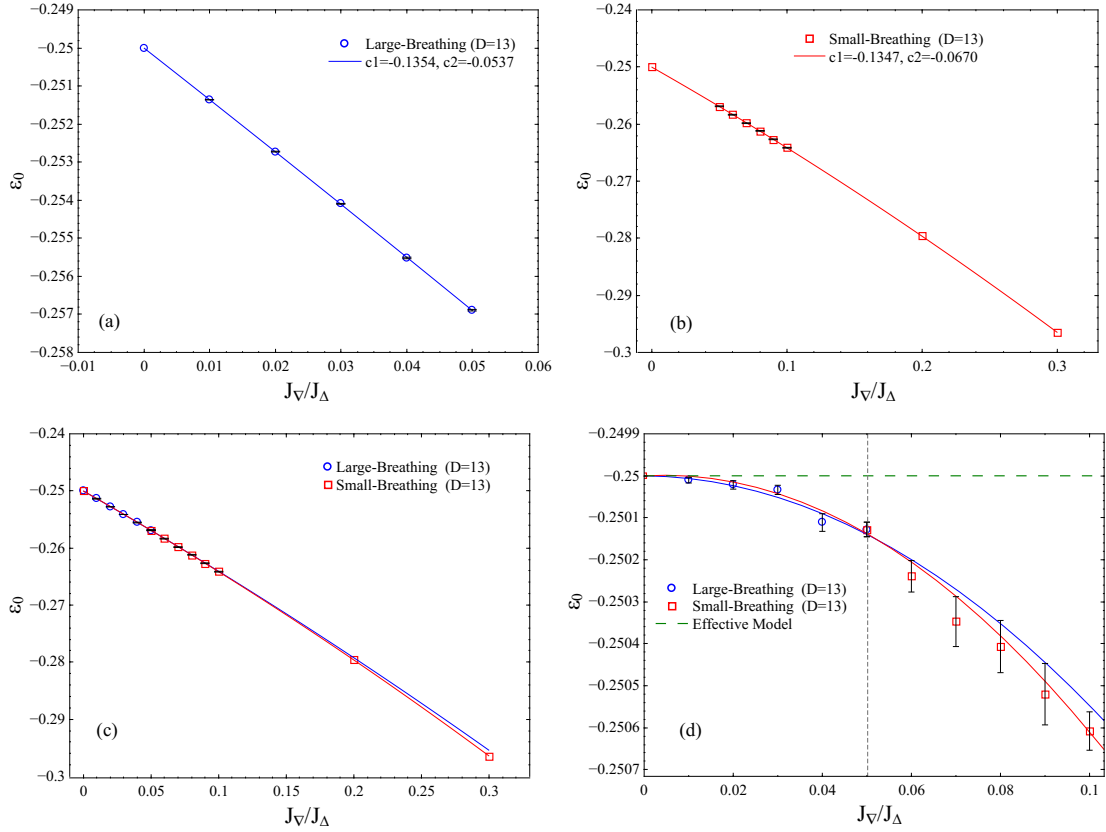 −0.25
−0.251
−0.252
−0.253
−0.254
−0.255
−0.256
−0.257
−0.258
ε0
Large-Breathing (D=13)
c1=-0.1354, c2=-0.0537
(a)
−0.01 0 0.01 0.02 0.03 0.04 0.05 0.06
J∇/JΔ
−0.24
−0.25
−0.26
−0.27
−0.28
−0.29
−0.3
ε0
Small-Breathing (D=13)
c1=-0.1347, c2=-0.0670
(b)
0 0.1 0.2 0.3
J∇/JΔ
−0.24
−0.25
−0.26
−0.27
−0.28
−0.29
−0.3
ε0
Large-Breathing (D=13)
Small-Breathing (D=13)
(c)
0 0.05 0.1 0.15 0.2 0.25 0.3
J∇/JΔ
−0.2499
−0.25
−0.2501
−0.2502
−0.2503
−0.2504
−0.2505
−0.2506
−0.2507
ε0
Large-Breathing (D=13)
Small-Breathing (D=13)
Effective Model
(d)
0 0.02 0.04 0.06 0.08 0.1
J∇/JΔ